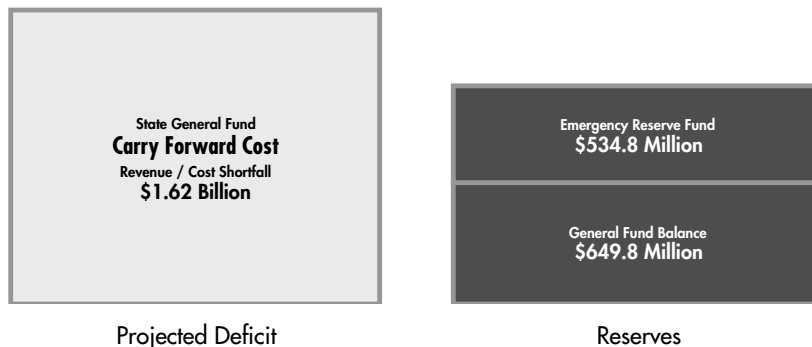 State General Fund
Carry Forward Cost
Revenue / Cost Shortfall
$1.62 Billion
Projected Deficit
Emergency Reserve Fund
$534.8 Million
General Fund Balance
$649.8 Million
Reserves